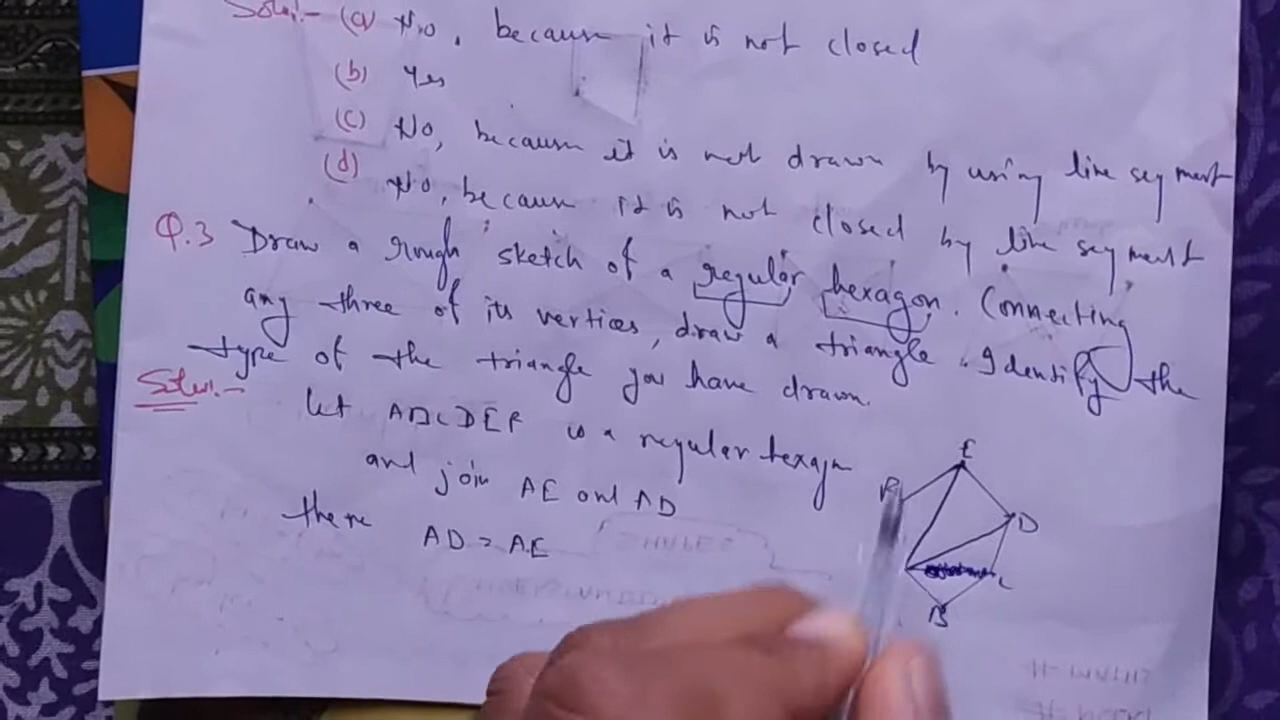 Soln:- (a) No, because it is not closed
(b) Yes
(c) No, because it is not drawn by using line segment
(d) No, because it is not closed by line segment
Q.3 Draw a rough sketch of a regular hexagon. Connecting
any three of its vertices, draw a triangle. Identify the
type of the triangle you have drawn.
Soln:-
Let ABCDEF is a regular hexagon
and join AE and AD
there AD = AE
E
F
D
C
B